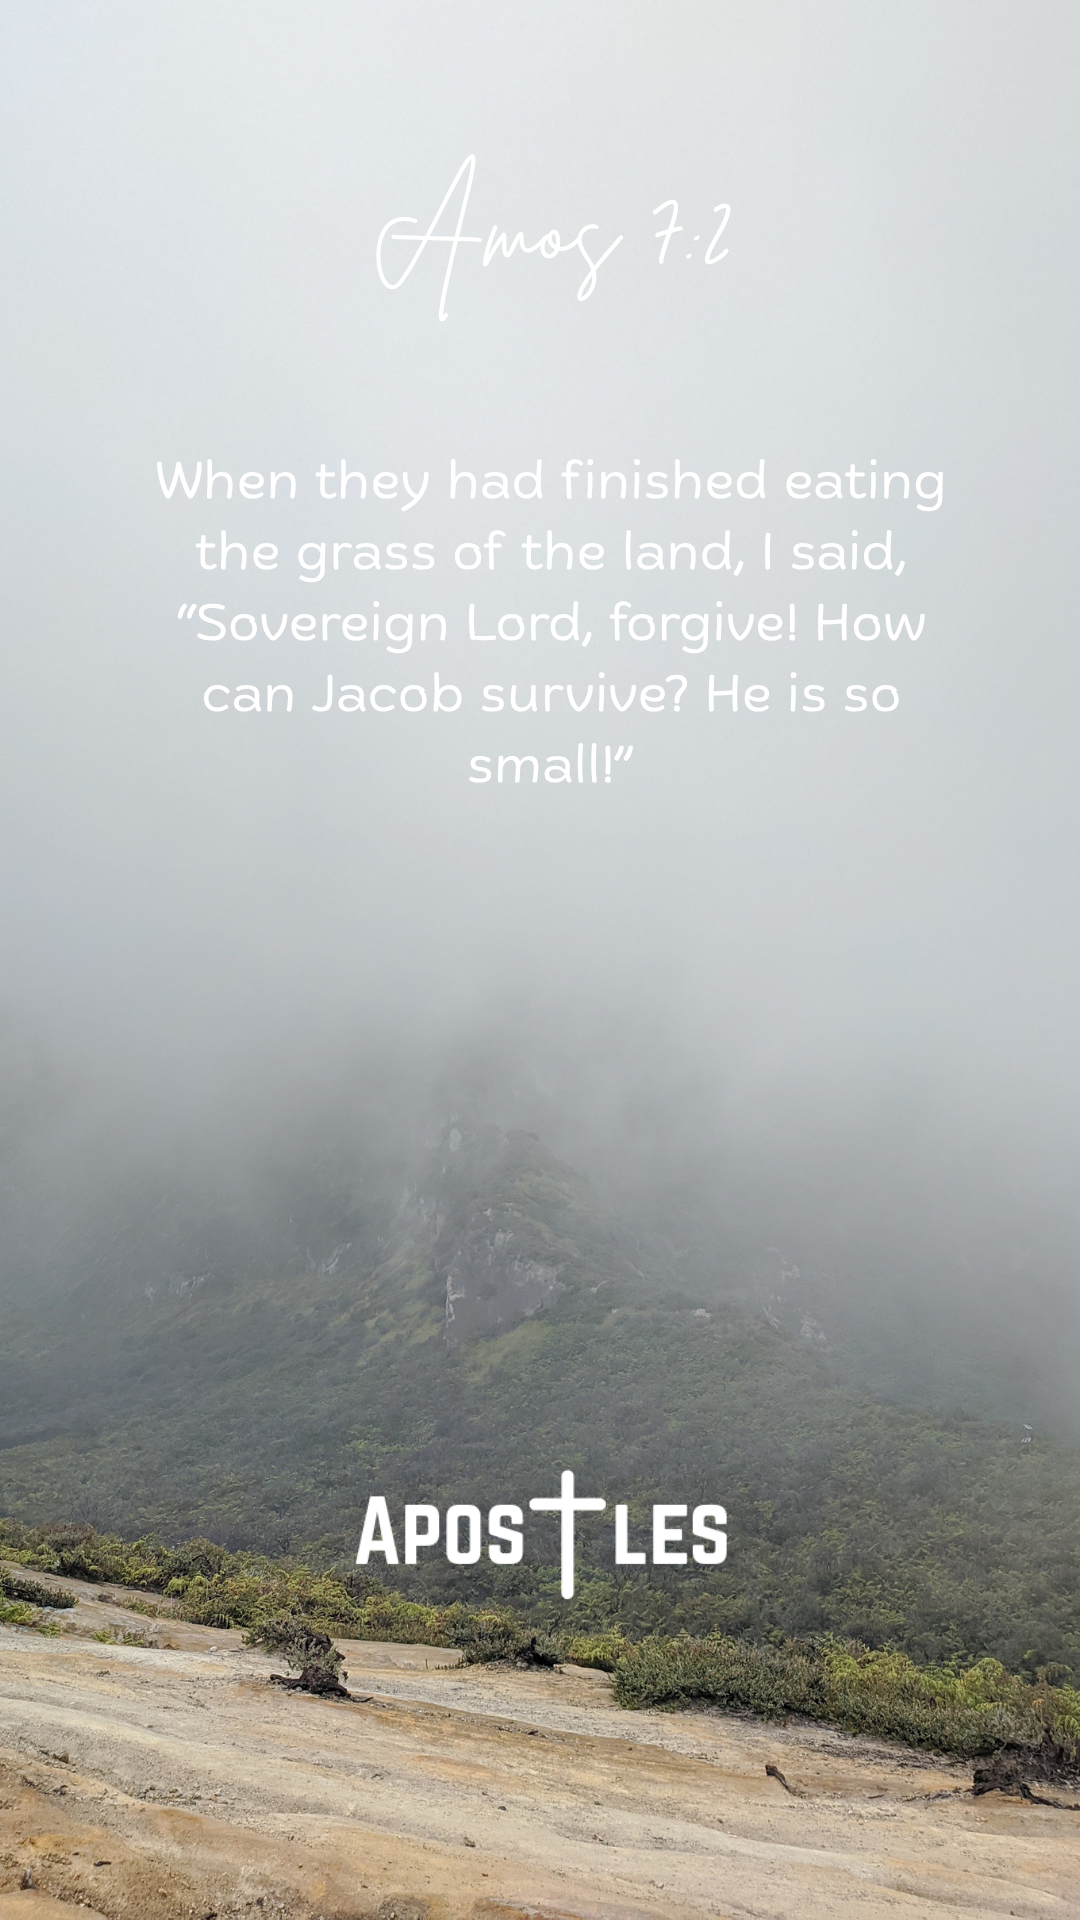 Amos 7:2
When they had finished eating
the grass of the land, I said,
“Sovereign Lord, forgive! How
can Jacob survive? He is so
small!”
APOSTLES